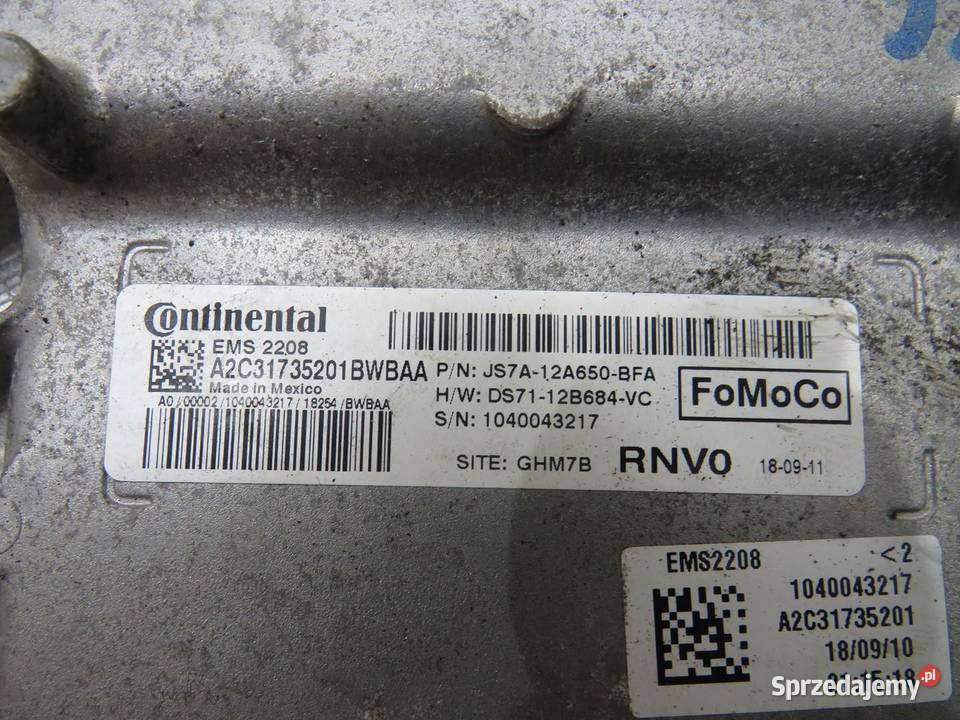 Continental
EMS 2208
A2C31735201BWBAA
Made in Mexico
A0/00002/1040043217/18254/BWBAA
P/N: JS7A-12A650-BFA
H/W: DS71-12B684-VC
S/N: 1040043217
FoMoCo
SITE: GHM7B RNV0 18-09-11
EMS2208 <2
1040043217
A2C31735201
18/09/10
Sprzedajemy.pl